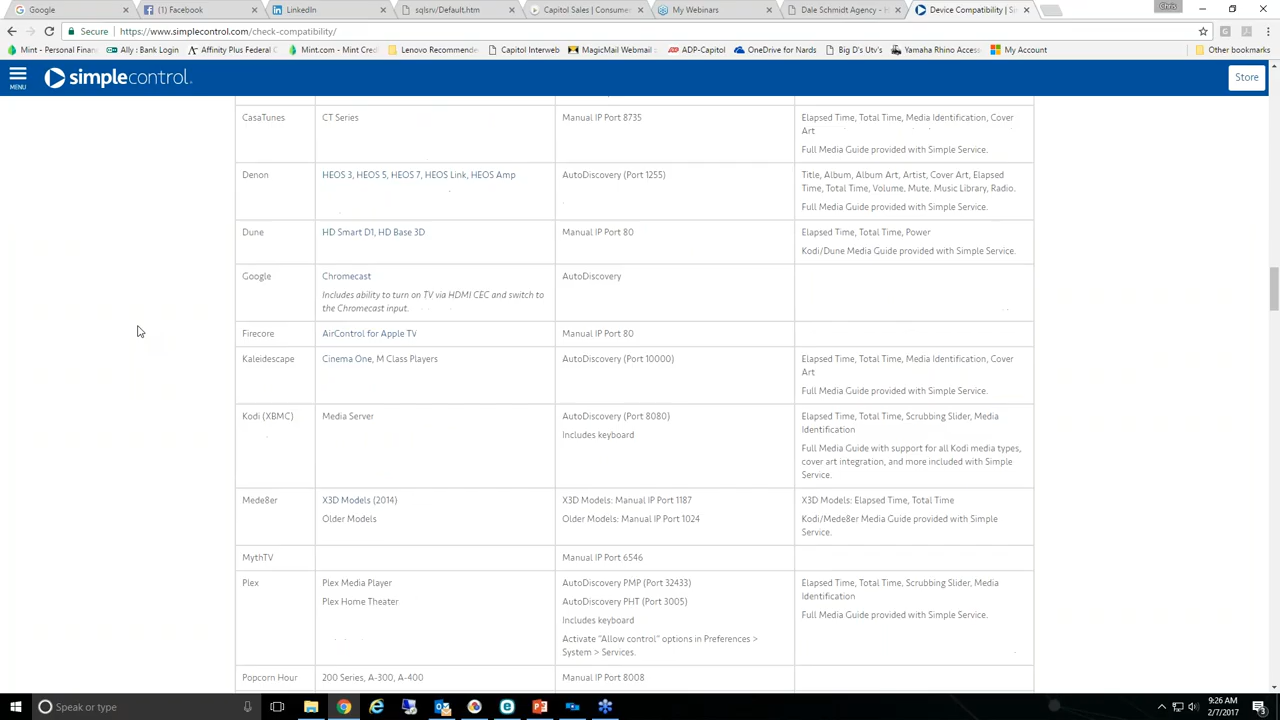 Google
(1) Facebook
LinkedIn
sqlsrv/Default.htm
Capitol Sales | Consume
My Webinars
Dale Schmidt Agency - H
Device Compatibility | Si
Chris
Secure
https://www.simplecontrol.com/check-compatibility/
Mint - Personal Finan
Ally : Bank Login
Affinity Plus Federal C
Mint.com - Mint Cred
Lenovo Recommende
Capitol Interweb
MagicMail Webmail :
ADP-Capitol
OneDrive for Nards
Big D's Utv's
Yamaha Rhino Access
My Account
Other bookmarks
MENU
simplecontrol
Store
CasaTunes
CT Series
Manual IP Port 8735
Elapsed Time, Total Time, Media Identification, Cover
Art
Full Media Guide provided with Simple Service.
Denon
HEOS 3, HEOS 5, HEOS 7, HEOS Link, HEOS Amp
AutoDiscovery (Port 1255)
Title, Album, Album Art, Artist, Cover Art, Elapsed
Time, Total Time, Volume, Mute, Music Library, Radio.
Full Media Guide provided with Simple Service.
Dune
HD Smart D1, HD Base 3D
Manual IP Port 80
Elapsed Time, Total Time, Power
Kodi/Dune Media Guide provided with Simple Service.
Google
Chromecast
Includes ability to turn on TV via HDMI CEC and switch to
the Chromecast input.
AutoDiscovery
Firecore
AirControl for Apple TV
Manual IP Port 80
Kaleidescape
Cinema One, M Class Players
AutoDiscovery (Port 10000)
Elapsed Time, Total Time, Media Identification, Cover
Art
Full Media Guide provided with Simple Service.
Kodi (XBMC)
Media Server
AutoDiscovery (Port 8080)
Includes keyboard
Elapsed Time, Total Time, Scrubbing Slider, Media
Identification
Full Media Guide with support for all Kodi media types,
cover art integration, and more included with Simple
Service.
Mede8er
X3D Models (2014)
Older Models
X3D Models: Manual IP Port 1187
Older Models: Manual IP Port 1024
X3D Models: Elapsed Time, Total Time
Kodi/Mede8er Media Guide provided with Simple
Service.
MythTV
Manual IP Port 6546
Plex
Plex Media Player
Plex Home Theater
AutoDiscovery PMP (Port 32433)
AutoDiscovery PHT (Port 3005)
Includes keyboard
Activate "Allow control" options in Preferences >
System > Services.
Elapsed Time, Total Time, Scrubbing Slider, Media
Identification
Full Media Guide provided with Simple Service.
Popcorn Hour
200 Series, A-300, A-400
Manual IP Port 8008
Speak or type
9:26 AM
2/7/2017